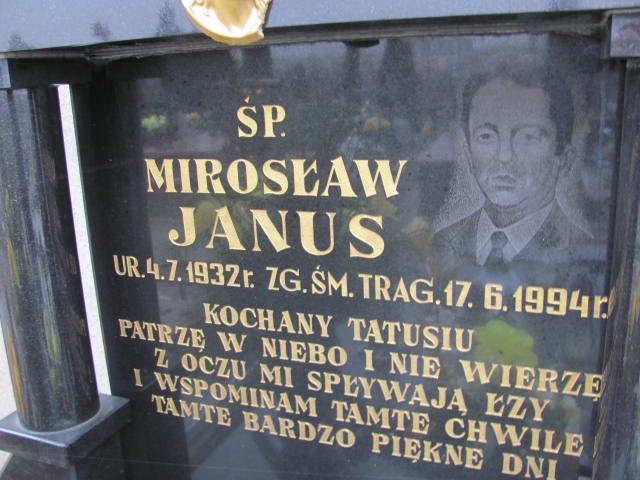 ŚP.
MIROSŁAW
JANUS
UR. 4.7.1932r. ZG. ŚM. TRAG. 17.6.1994r.
KOCHANY TATUSIU
PATRZĘ W NIEBO I NIE WIERZĘ
Z OCZU MI SPŁYWAJĄ ŁZY
I WSPOMINAM TAMTE CHWILE
TAMTE BARDZO PIĘKNE DNI